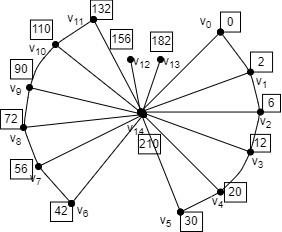 132
v₁₁
0
v₀
110
156
182
v₁₀
v₁₂
v₁₃
2
v₁
90
v₉
6
v₂
72
v₈
v₁₄
210
12
v₃
56
v₇
20
v₄
42
v₆
v₅
30